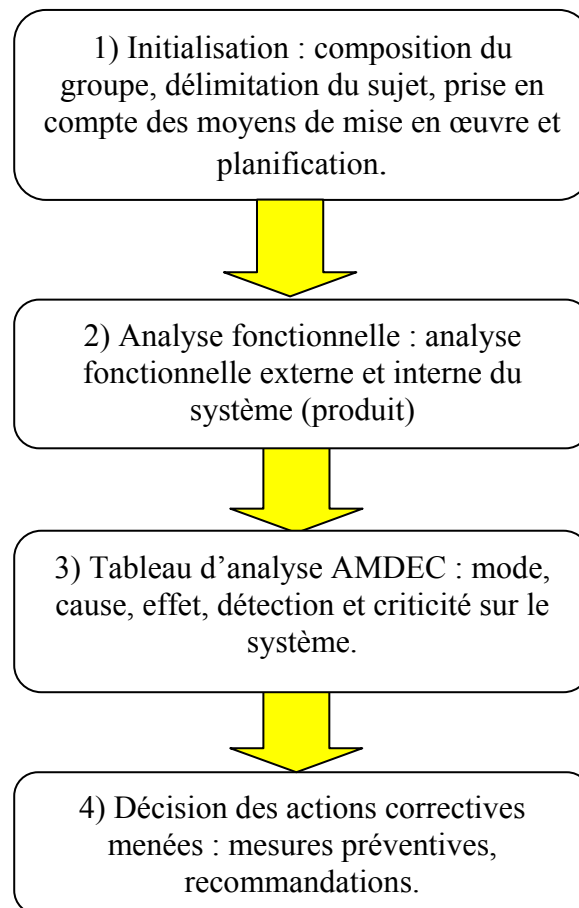 1) Initialisation : composition du
groupe, délimitation du sujet, prise en
compte des moyens de mise en œuvre et
planification.
2) Analyse fonctionnelle : analyse
fonctionnelle externe et interne du
système (produit)
3) Tableau d’analyse AMDEC : mode,
cause, effet, détection et criticité sur le
système.
4) Décision des actions correctives
menées : mesures préventives,
recommandations.